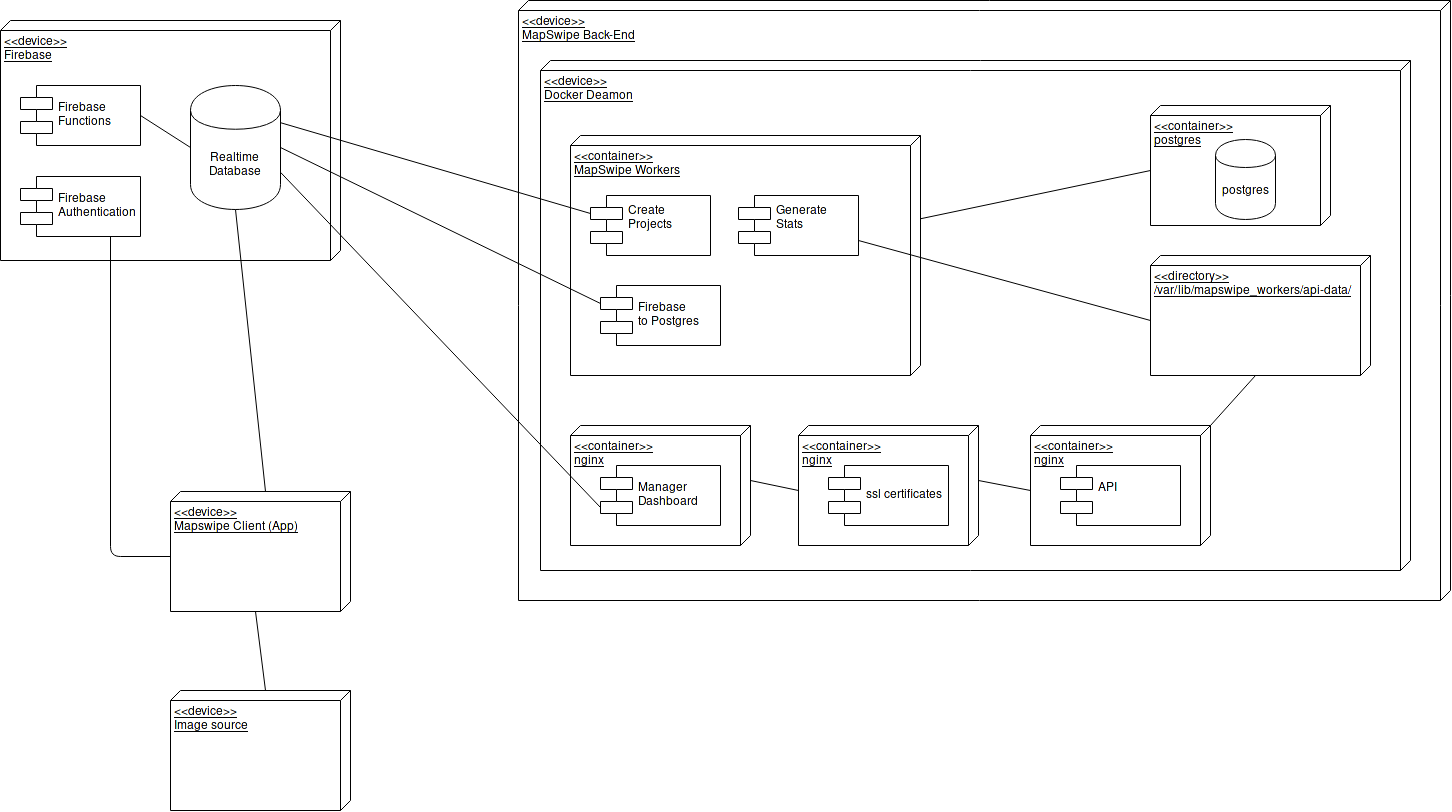 <<device>>
Firebase
Firebase
Functions
Realtime
Database
Firebase
Authentication
<<device>>
MapSwipe Back-End
<<device>>
Docker Deamon
<<container>>
MapSwipe Workers
Create
Projects
Generate
Stats
Firebase
to Postgres
<<container>>
postgres
postgres
<<directory>>
/var/lib/mapswipe_workers/api-data/
<<container>>
nginx
Manager
Dashboard
<<container>>
nginx
ssl certificates
<<container>>
nginx
API
<<device>>
Mapswipe Client (App)
<<device>>
Image source